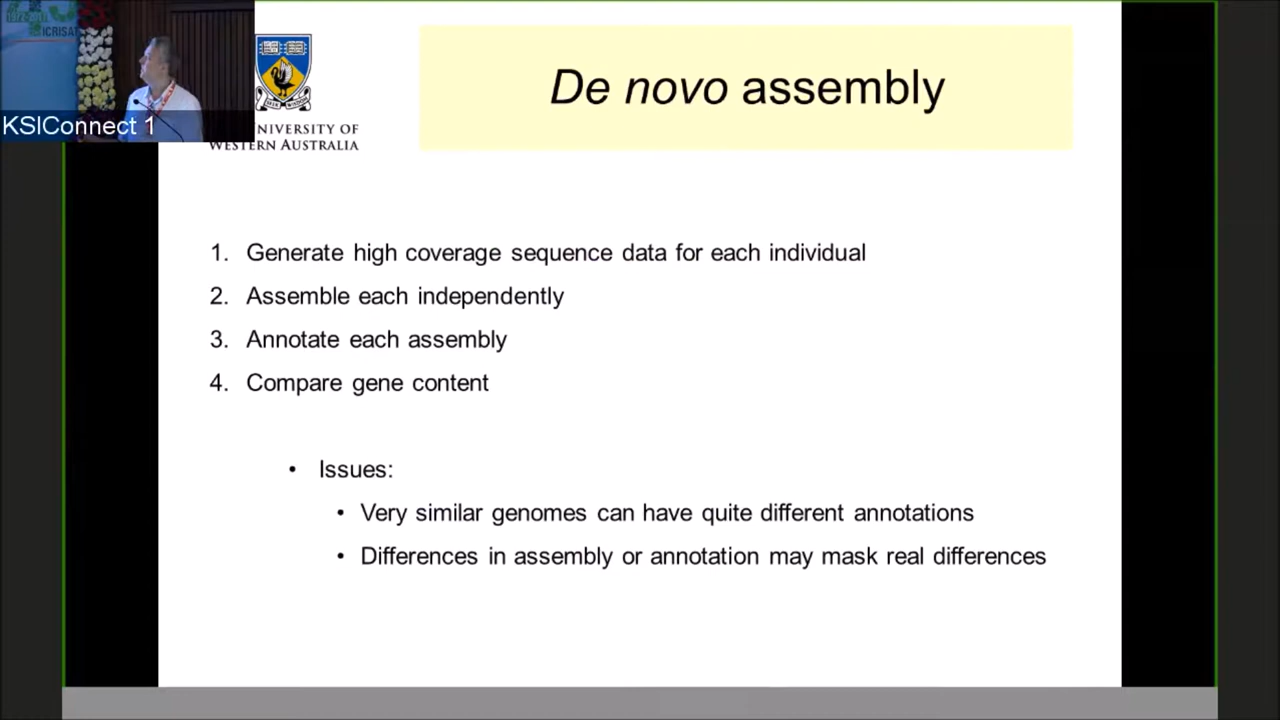 ICRISAT
KSIConnect 1
UNIVERSITY OF
WESTERN AUSTRALIA
De novo assembly
1. Generate high coverage sequence data for each individual
2. Assemble each independently
3. Annotate each assembly
4. Compare gene content
• Issues:
• Very similar genomes can have quite different annotations
• Differences in assembly or annotation may mask real differences